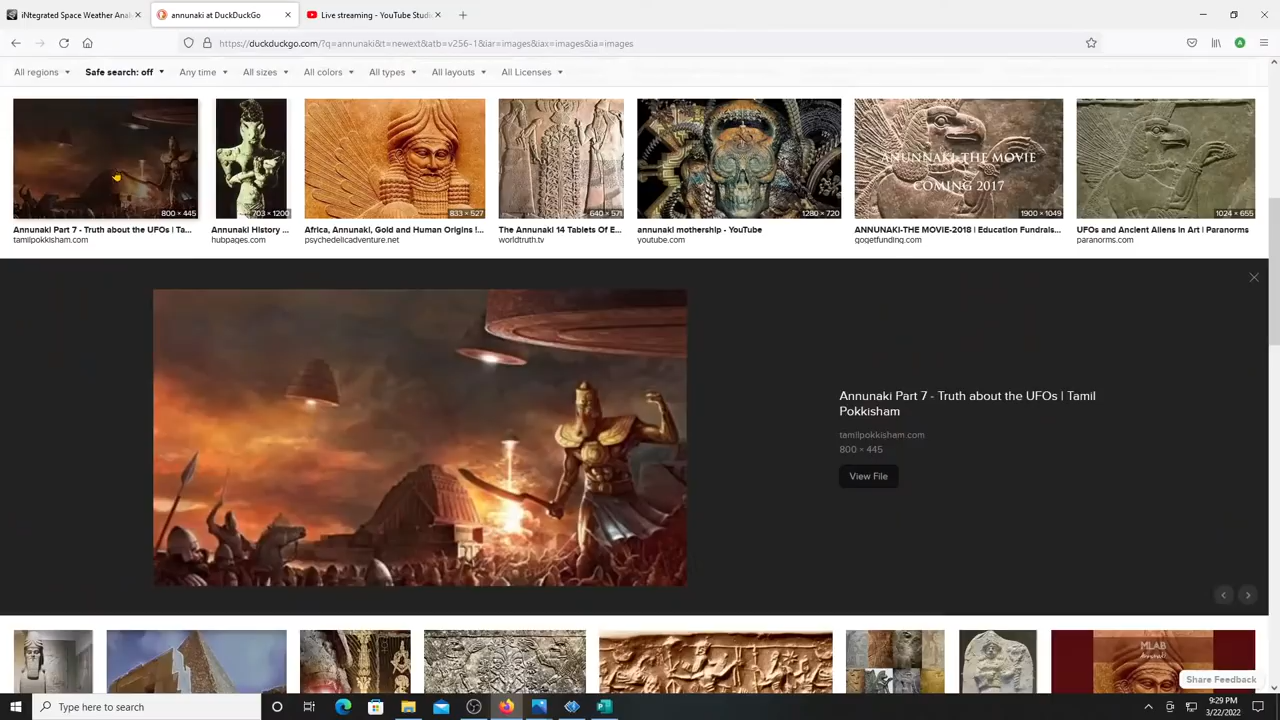 iNtegrated Space Weather Anal
annunaki at DuckDuckGo
Live streaming - YouTube Studio
https://duckduckgo.com/?q=annunaki&t=newext&atb=v256-1&iar=images&iax=images&ia=images
All regions Safe search: off Any time All sizes All colors All types All layouts All Licenses
ANUNNAKI THE MOVIE
COMING 2017
800 × 445
703 × 1200
833 × 527
640 × 571
1280 × 720
1900 × 1049
1024 × 655
Annunaki Part 7 - Truth about the UFOs | Ta...
tamilpokkisham.com
Annunaki History ...
hubpages.com
Africa, Annunaki, Gold and Human Origins !...
psychedelicadventure.net
The Annunaki 14 Tablets Of E...
worldtruth.tv
annunaki mothership - YouTube
youtube.com
ANNUNAKI-THE MOVIE-2018 | Education Fundrais...
gogetfunding.com
UFOs and Ancient Aliens in Art | Paranorms
paranorms.com
Annunaki Part 7 - Truth about the UFOs | Tamil
Pokkisham
tamilpokkisham.com
800 × 445
View File
MLAB
Share Feedback
Type here to search
9:29 PM
3/22/2022